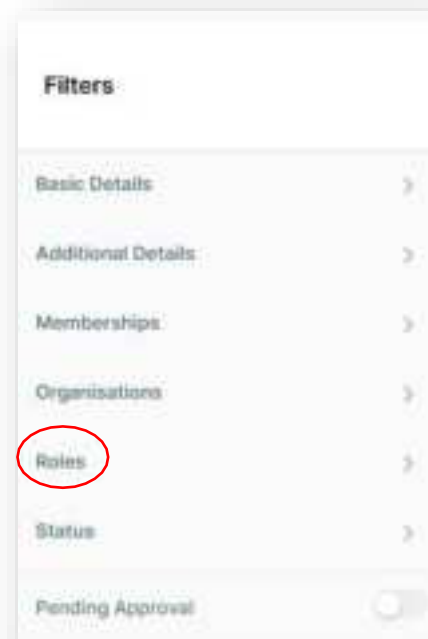 Filters
Basic Details
Additional Details
Memberships
Organisations
Roles
Status
Pending Approval